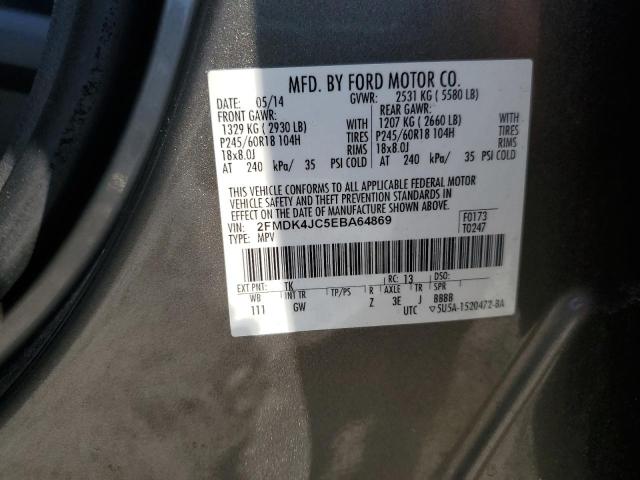 MFD. BY FORD MOTOR CO.
DATE: 05/14 GVWR: 2531 KG ( 5580 LB)
FRONT GAWR: REAR GAWR:
1329 KG ( 2930 LB) WITH 1207 KG ( 2660 LB) WITH
P245/60R18 104H TIRES P245/60R18 104H TIRES
18x8.0J RIMS 18x8.0J RIMS
AT 240 kPa/ 35 PSI COLD AT 240 kPa/ 35 PSI COLD
THIS VEHICLE CONFORMS TO ALL APPLICABLE FEDERAL MOTOR
VEHICLE SAFETY AND THEFT PREVENTION STANDARDS IN
EFFECT ON THE DATE OF MANUFACTURE SHOWN ABOVE.
VIN: 2FMDK4JC5EBA64869 F0173
TYPE: MPV T0247
EXT PNT: TK RC: 13 DSO:
WB INT TR TP/PS R AXLE TR SPR
111 GW Z 3E J BBBB
UTC ▽5U5A-1520472-BA